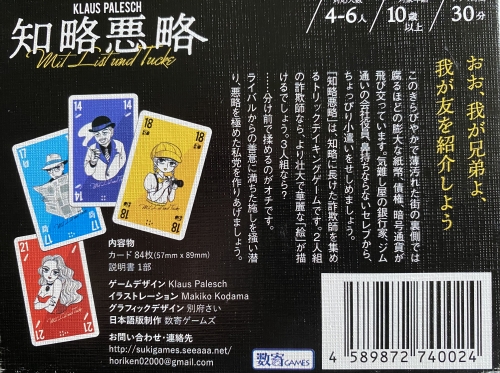 KLAUS PALESCH
知略悪略
Mit List und Tücke
4-6人
10歳以上
30分
おお、我が兄弟よ、
我が友を紹介しよう
このきらびやかで薄汚れた街の裏側では
腐るほどの膨大な紙幣、債権、暗号通貨が
飛び交っています。気難し屋の銀行家、ジム
通いの会社役員、鼻持ちならないセレブから、
ちょっぴり小遣いをせしめましょう。
『知略悪略』は、知略に長けた詐欺師を集め
るトリックテイキングゲームです。2人組
の詐欺師なら、より壮大で華麗な「絵」が描
けるでしょう。3人組なら?
……分け前で揉めるのがオチです。
ライバルからの善意に満ちた施しを掻い潜
り、悪略を極めた私党を作りあげましょう。
14
14
18
18
18
21
12
内容物
カード 84枚(57mm x 89mm)
説明書 1部
ゲームデザイン Klaus Palesch
イラストレーション Makiko Kodama
グラフィックデザイン 別府さい
日本語版制作 数寄ゲームズ
お問い合わせ・連絡先
http://sukigames.seeaaa.net/
horiken02000@gmail.com
数寄GAMES
4 589872 740024